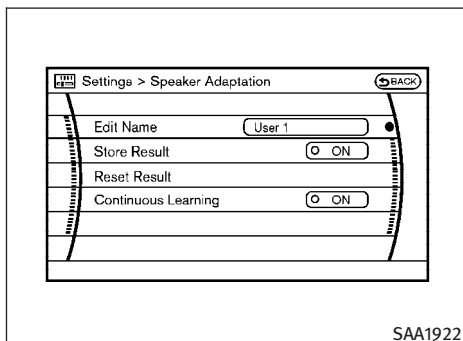 Settings > Speaker Adaptation
BACK
Edit Name
User 1
Store Result
ON
Reset Result
Continuous Learning
ON
SAA1922